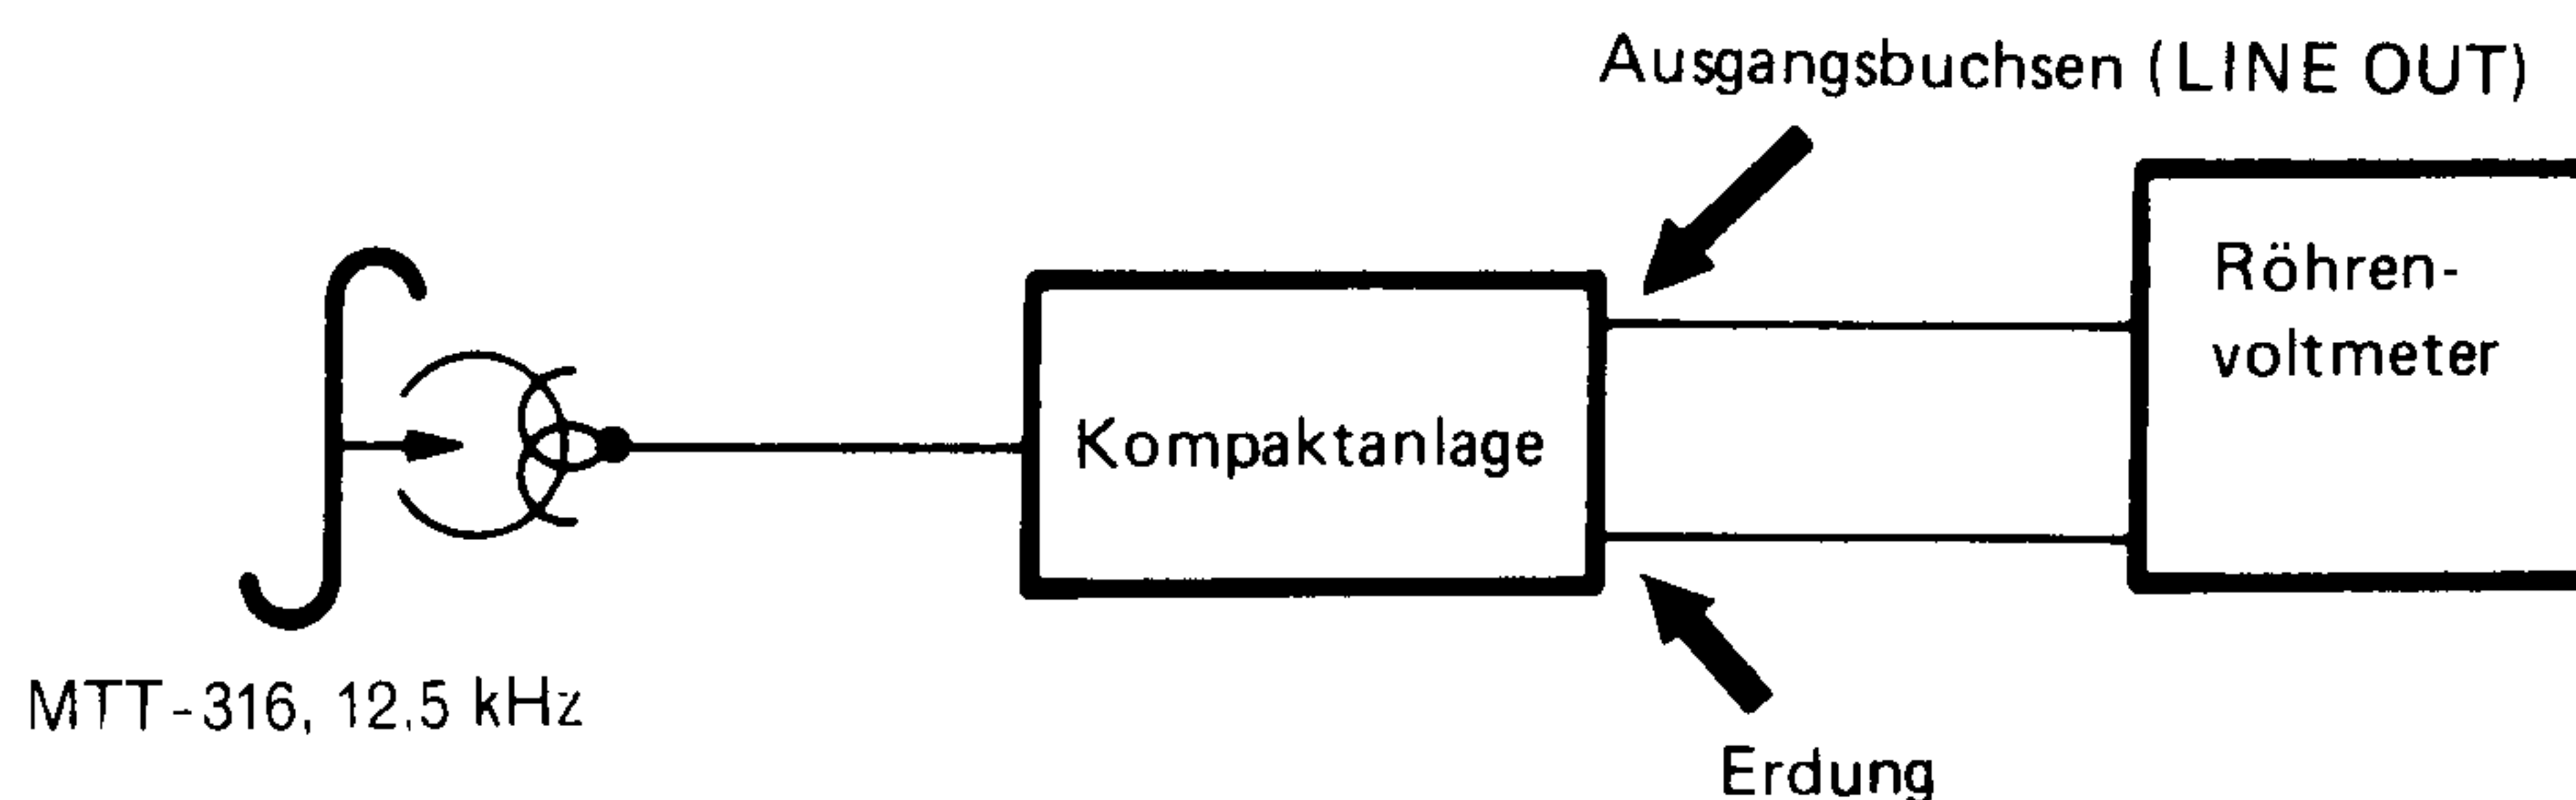 Ausgangsbuchsen (LINE OUT)
Röhren-
voltmeter
Kompaktanlage
MTT-316, 12.5 kHz
Erdung